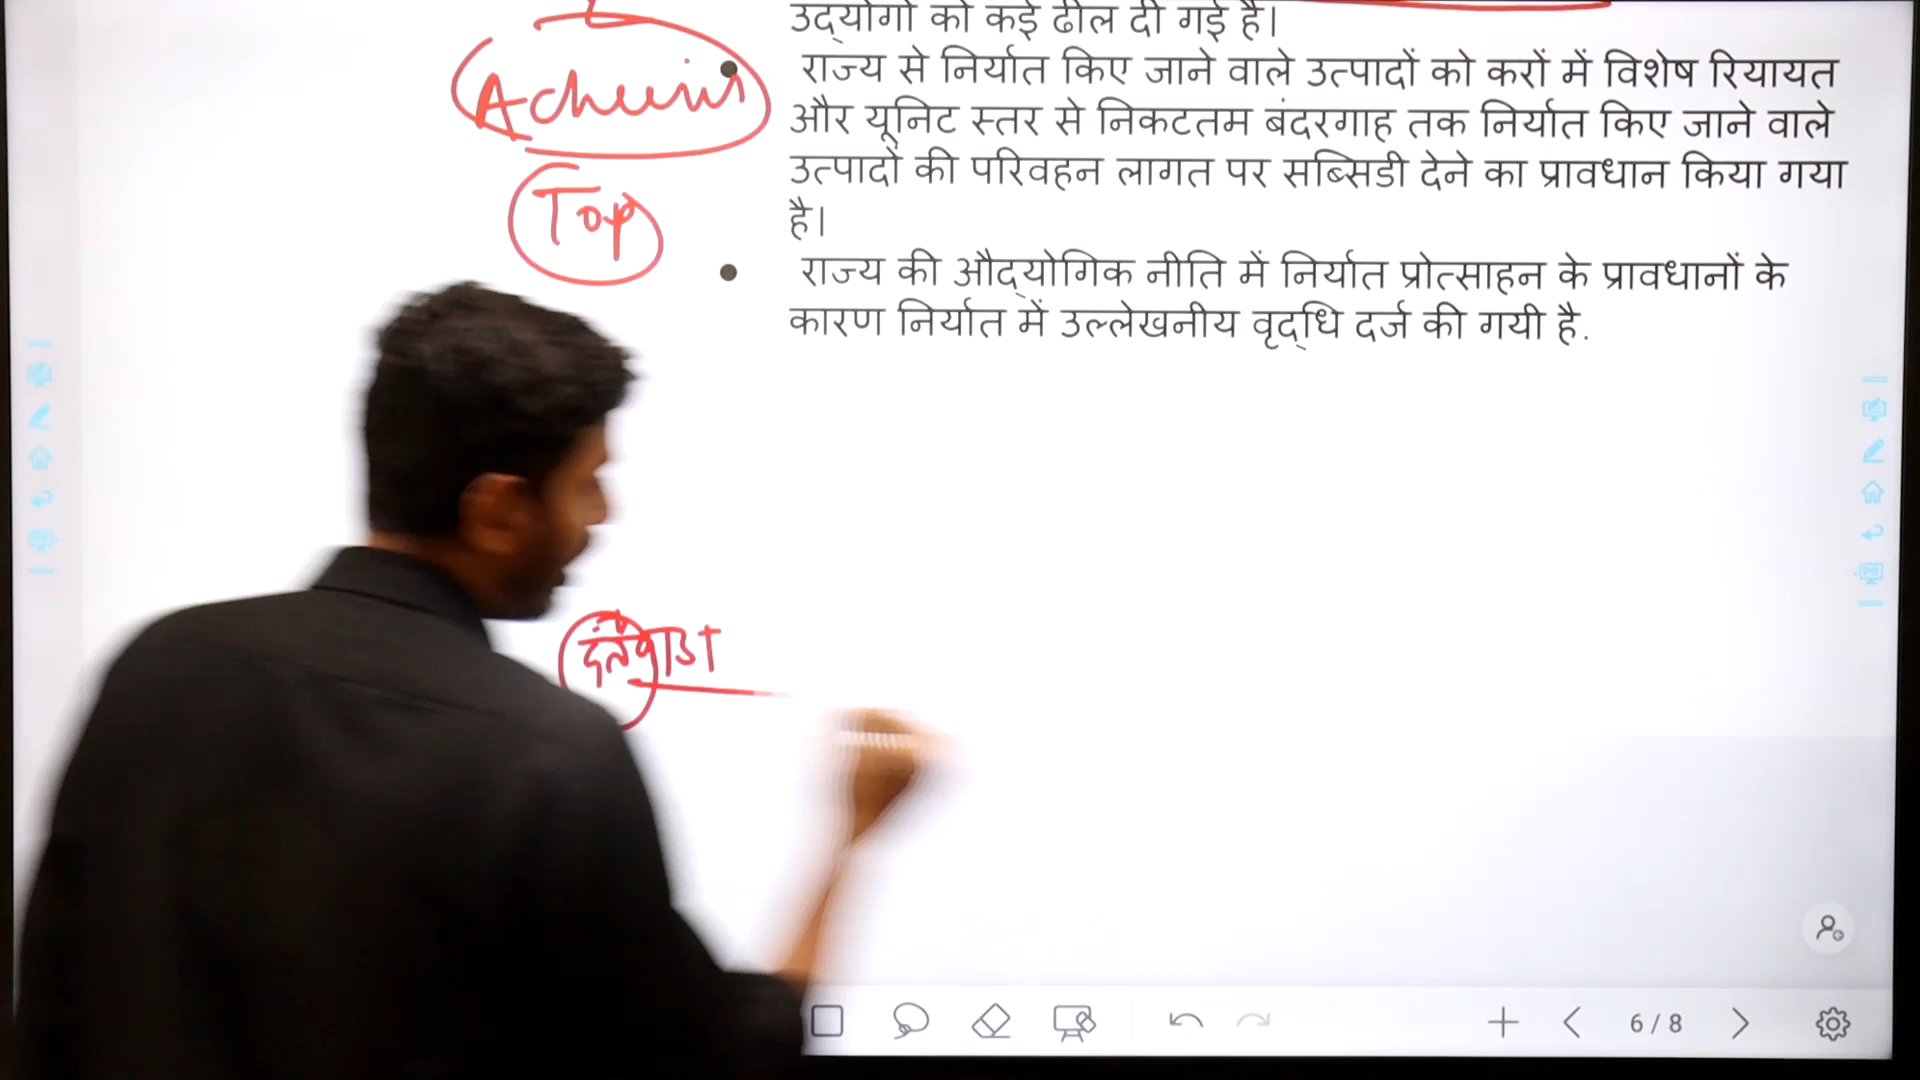 उद्योगों को कई ढील दी गई हैं।
राज्य से निर्यात किए जाने वाले उत्पादों को करों में विशेष रियायत
और यूनिट स्तर से निकटतम बंदरगाह तक निर्यात किए जाने वाले
उत्पादों की परिवहन लागत पर सब्सिडी देने का प्रावधान किया गया
है।
राज्य की औद्योगिक नीति में निर्यात प्रोत्साहन के प्रावधानों के
कारण निर्यात में उल्लेखनीय वृद्धि दर्ज की गयी है.
Top
दंतेवाडा
6 / 8